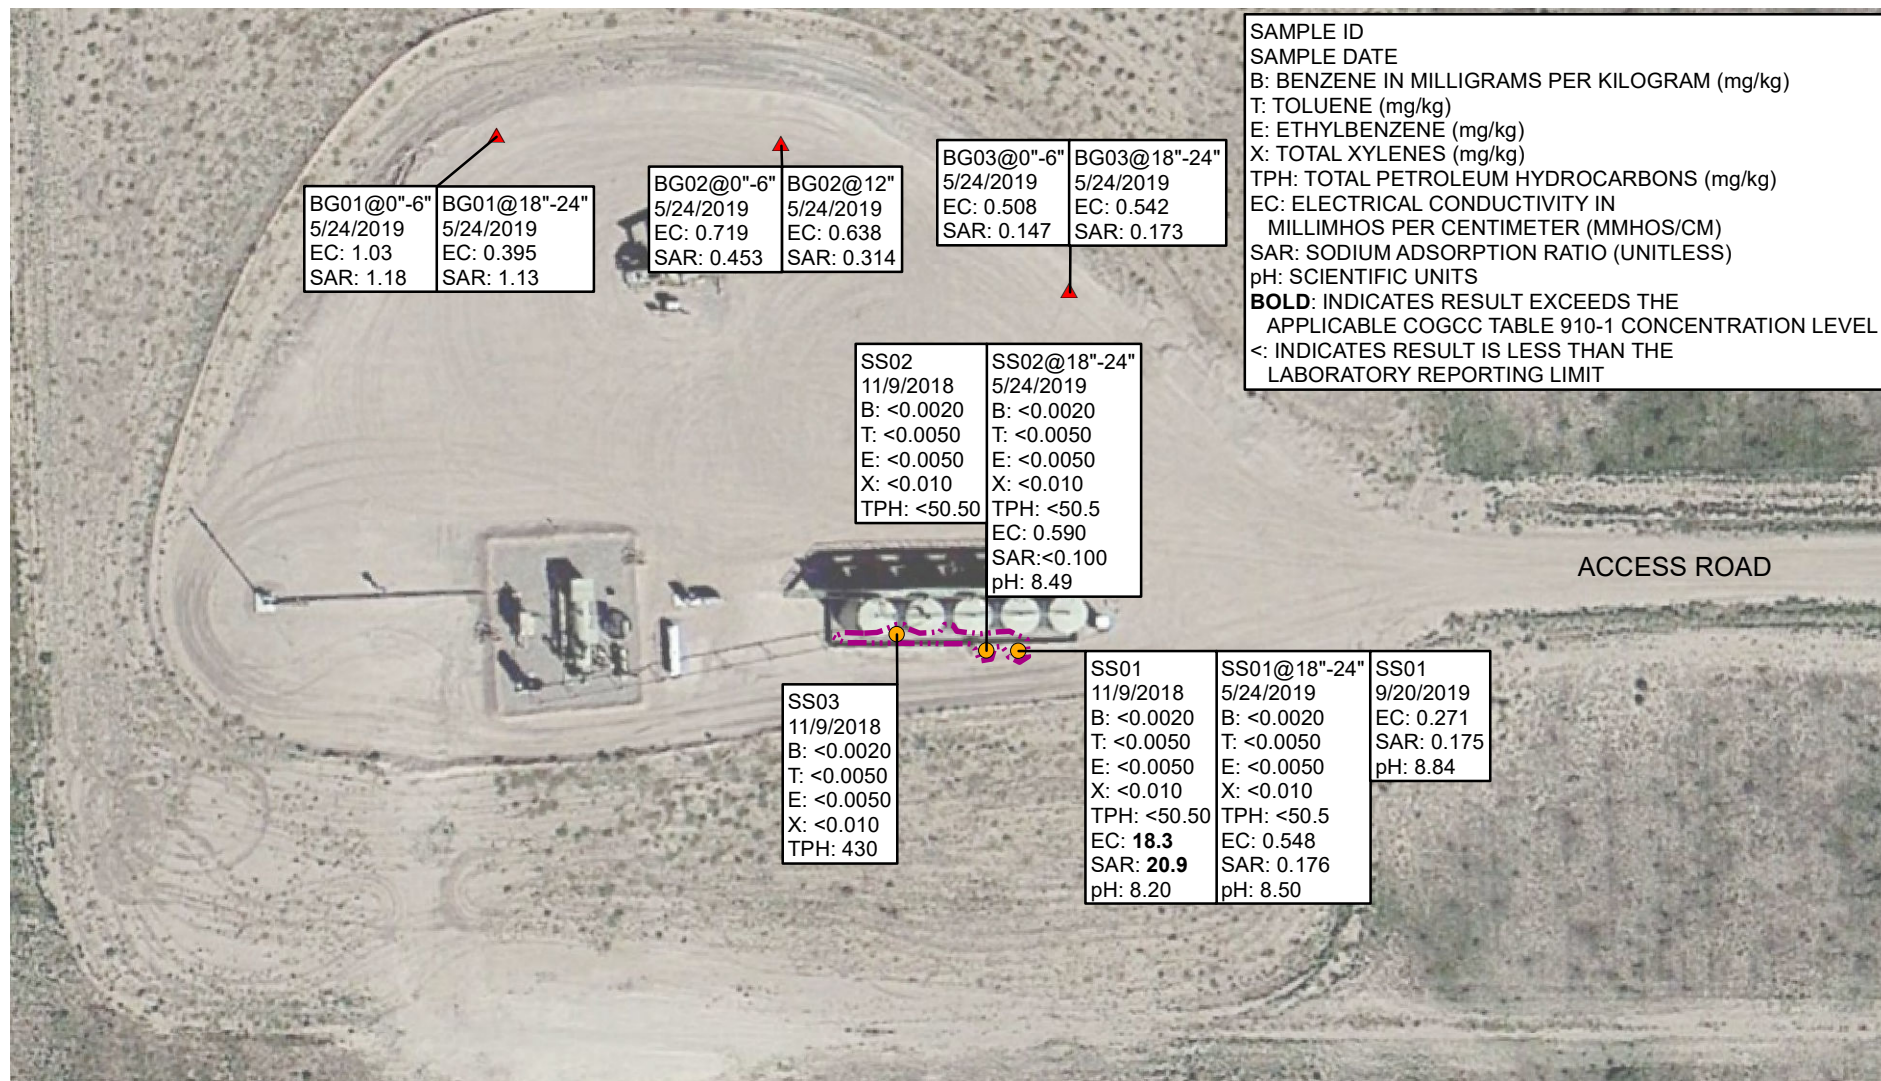 SAMPLE ID
SAMPLE DATE
B: BENZENE IN MILLIGRAMS PER KILOGRAM (mg/kg)
T: TOLUENE (mg/kg)
E: ETHYLBENZENE (mg/kg)
X: TOTAL XYLENES (mg/kg)
TPH: TOTAL PETROLEUM HYDROCARBONS (mg/kg)
EC: ELECTRICAL CONDUCTIVITY IN
MILLIMHOS PER CENTIMETER (MMHOS/CM)
SAR: SODIUM ADSORPTION RATIO (UNITLESS)
pH: SCIENTIFIC UNITS
BOLD: INDICATES RESULT EXCEEDS THE
APPLICABLE COGCC TABLE 910-1 CONCENTRATION LEVEL
<: INDICATES RESULT IS LESS THAN THE
LABORATORY REPORTING LIMIT
BG01@0"-6"
5/24/2019
EC: 1.03
SAR: 1.18
BG01@18"-24"
5/24/2019
EC: 0.395
SAR: 1.13
BG02@0"-6"
5/24/2019
EC: 0.719
SAR: 0.453
BG02@12"
5/24/2019
EC: 0.638
SAR: 0.314
BG03@0"-6"
5/24/2019
EC: 0.508
SAR: 0.147
BG03@18"-24"
5/24/2019
EC: 0.542
SAR: 0.173
SS02
11/9/2018
B: <0.0020
T: <0.0050
E: <0.0050
X: <0.010
TPH: <50.50
SS02@18"-24"
5/24/2019
B: <0.0020
T: <0.0050
E: <0.0050
X: <0.010
TPH: <50.5
EC: 0.590
SAR:<0.100
pH: 8.49
ACCESS ROAD
SS03
11/9/2018
B: <0.0020
T: <0.0050
E: <0.0050
X: <0.010
TPH: 430
SS01
11/9/2018
B: <0.0020
T: <0.0050
E: <0.0050
X: <0.010
TPH: <50.50
EC: 18.3
SAR: 20.9
pH: 8.20
SS01@18"-24"
5/24/2019
B: <0.0020
T: <0.0050
E: <0.0050
X: <0.010
TPH: <50.5
EC: 0.548
SAR: 0.176
pH: 8.50
SS01
9/20/2019
EC: 0.271
SAR: 0.175
pH: 8.84